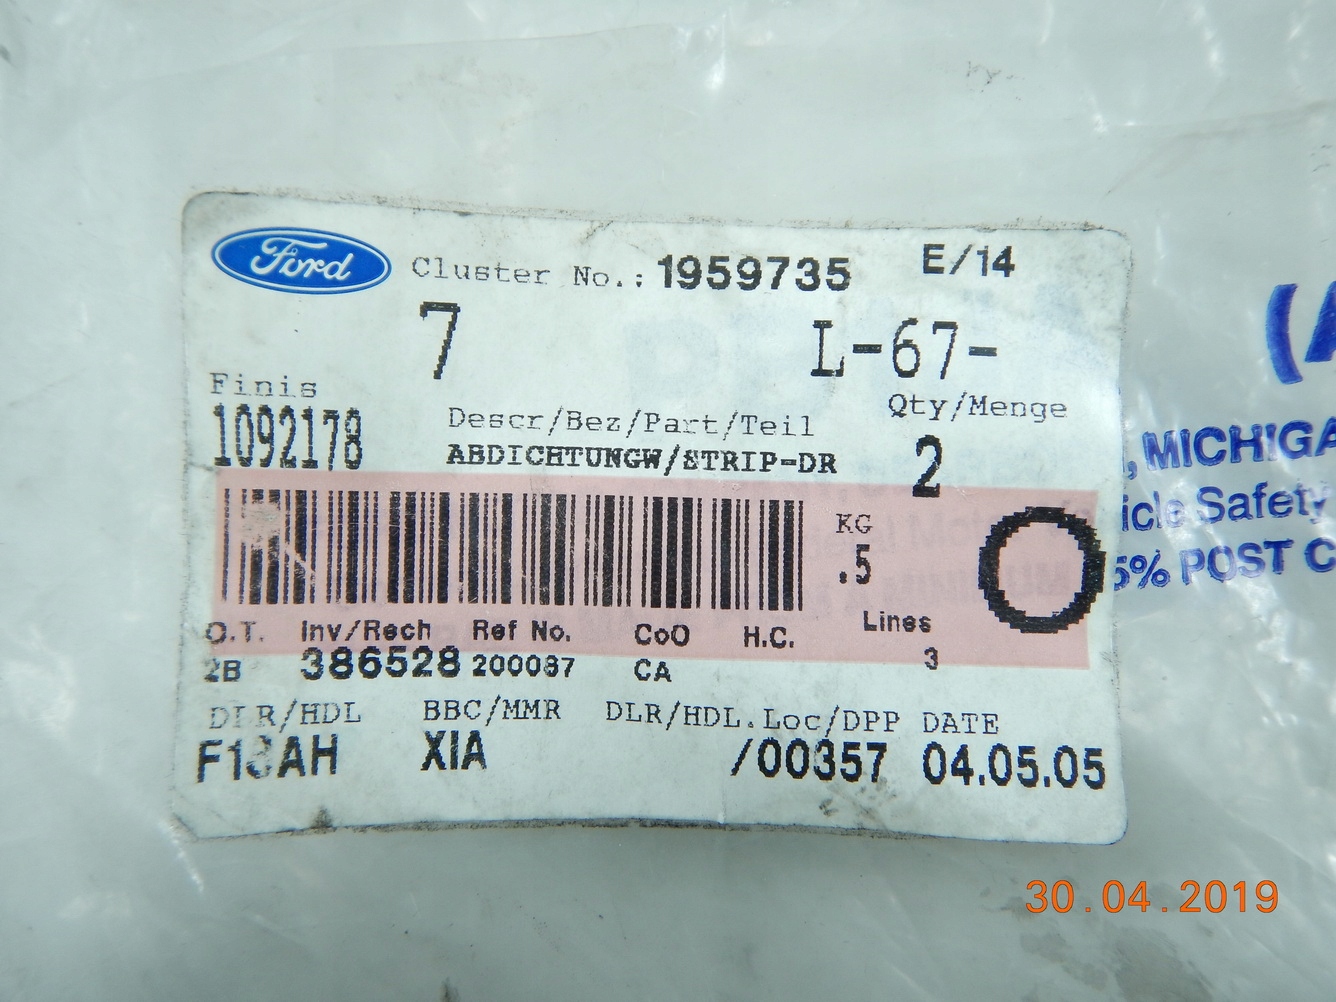 Ford Cluster No.: 1959735 E/14
7 L-67-
Finis
1092178
Descr/Bez/Part/Teil
ABDICHTUNGW/STRIP-DR
Qty/Menge
2
KG
.5
O.T. Inv/Rech Ref No. CoO H.C. Lines
2B 386528 200087 CA 3
DLR/HDL BBC/MMR DLR/HDL.Loc/DPP DATE
XIA /00357 04.05.05
(A
, MICHIGA
icle Safety
5% POST C
30.04.2019